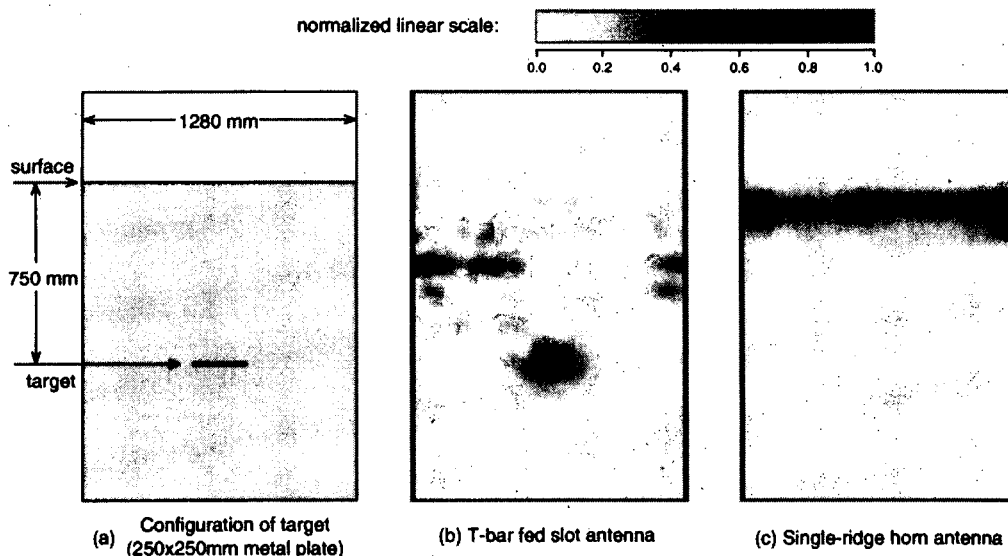 normalized linear scale:
0.0 0.2 0.4 0.6 0.8 1.0
1280 mm
surface
750 mm
target
(a) Configuration of target
(250x250mm metal plate)
(b) T-bar fed slot antenna
(c) Single-ridge horn antenna